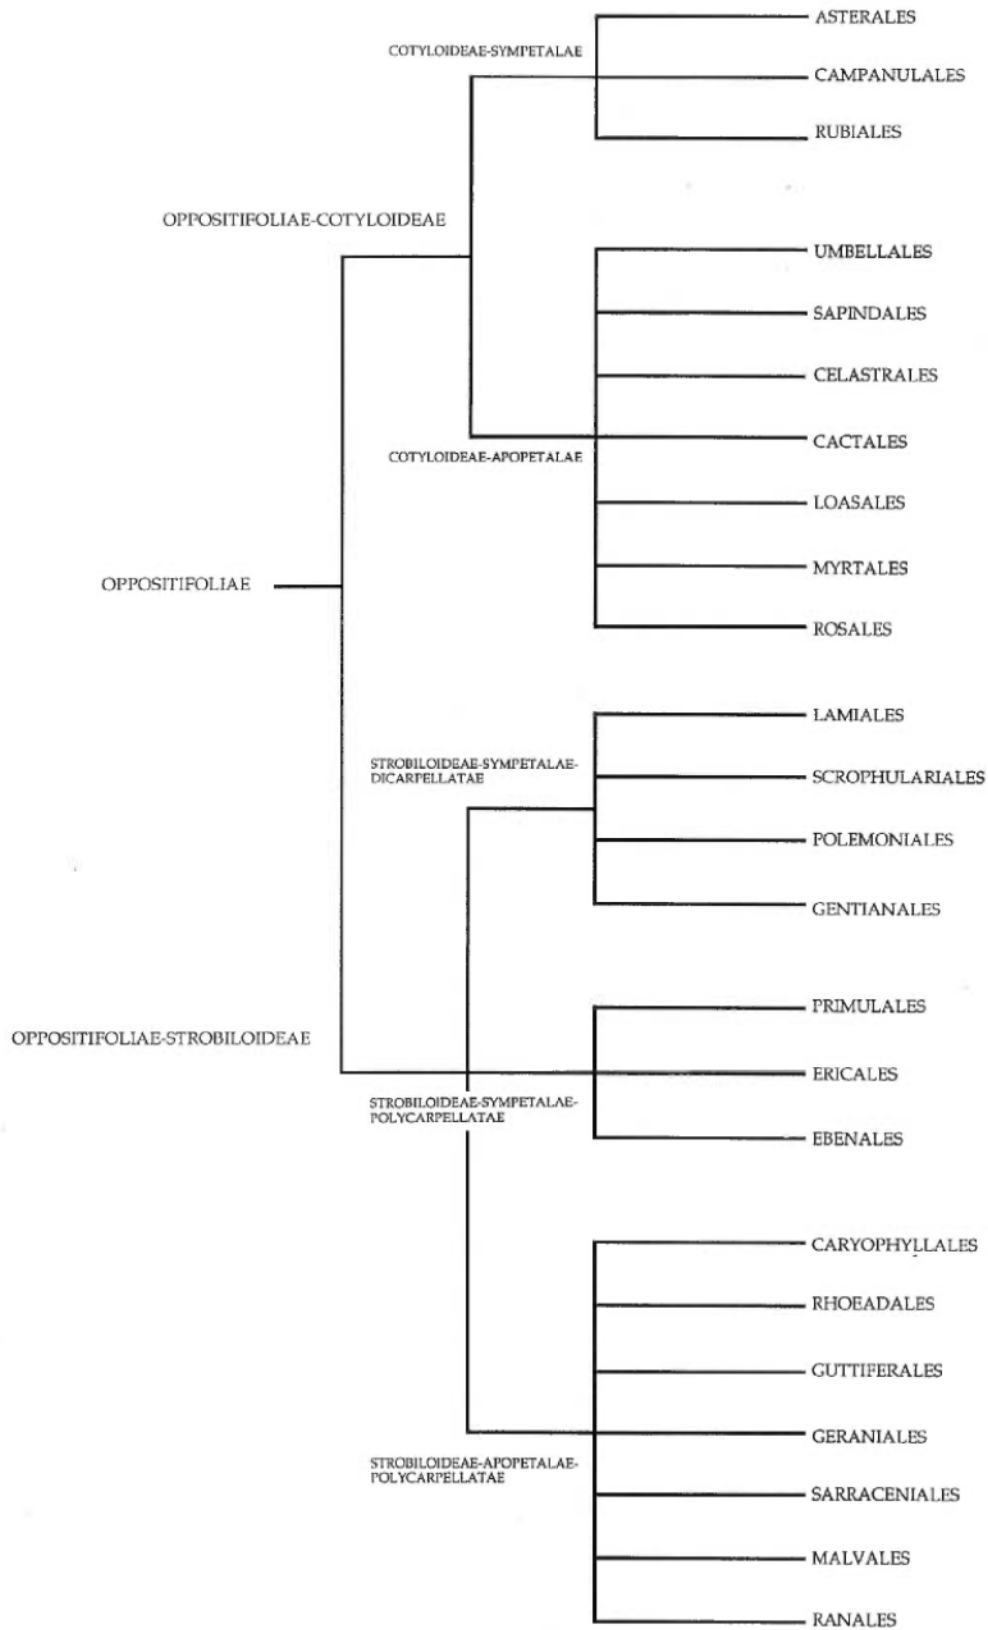 ASTERALES
COTYLOIDEAE-SYMPETALAE
CAMPANULALES
RUBIALES
OPPOSITIFOLIAE-COTYLOIDEAE
UMBELLALES
SAPINDALES
CELASTRALES
CACTALES
COTYLOIDEAE-APOPETALAE
LOASALES
MYRTALES
OPPOSITIFOLIAE
ROSALES
LAMIALES
STROBILOIDEAE-SYMPETALAE-
DICARPELLATAE
SCROPHULARIALES
POLEMONIALES
GENTIANALES
PRIMULALES
OPPOSITIFOLIAE-STROBILOIDEAE
ERICALES
STROBILOIDEAE-SYMPETALAE-
POLYCARPELLATAE
EBENALES
CARYOPHYLLALES
RHOEADALES
GUTTIFERALES
GERANIALES
STROBILOIDEAE-APOPETALAE-
POLYCARPELLATAE
SARRACENIALES
MALVALES
RANALES